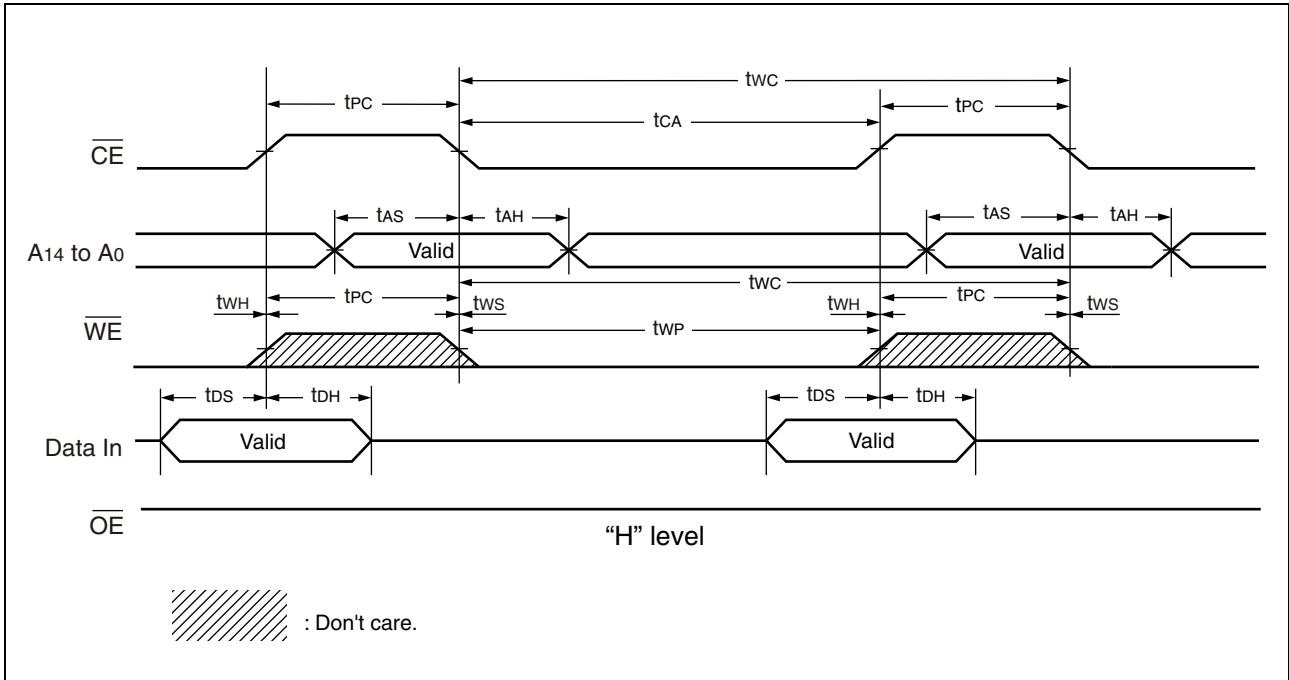 tWC
tPC tPC
tCA
CE
tAS tAH tAS tAH
A14 to A0 Valid Valid
tWC
tWH tPC tWS tWH tPC tWS
WE tWP
tDS tDH tDS tDH
Data In Valid Valid
OE
“H” level
: Don't care.